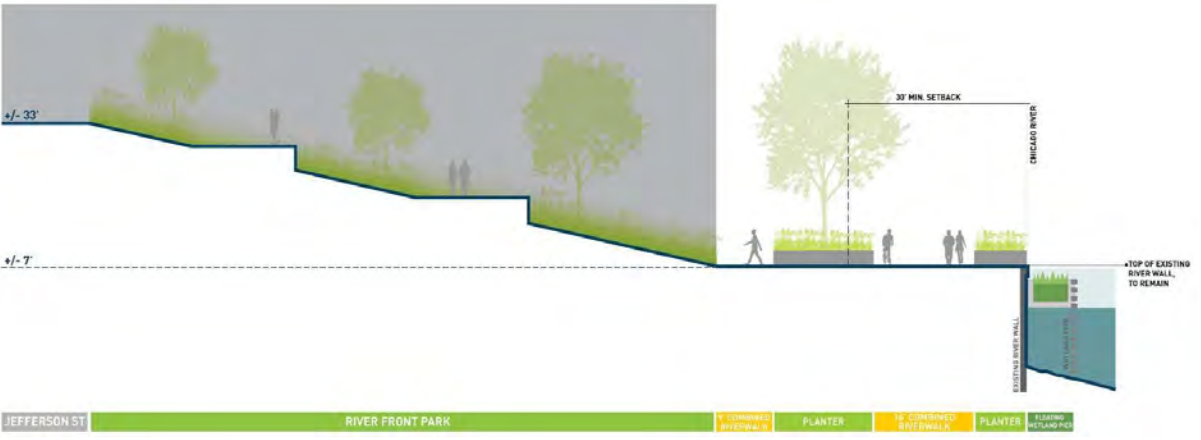 +/- 33'
30' MIN. SETBACK
CHICAGO RIVER
+/- 7'
TOP OF EXISTING
RIVER WALL,
TO REMAIN
EXISTING RIVER WALL
JEFFERSON ST
RIVER FRONT PARK
COMBINED
RIVERWALK
PLANTER
16' COMBINED
RIVERWALK
PLANTER
FLOATING
WETLAND PIER